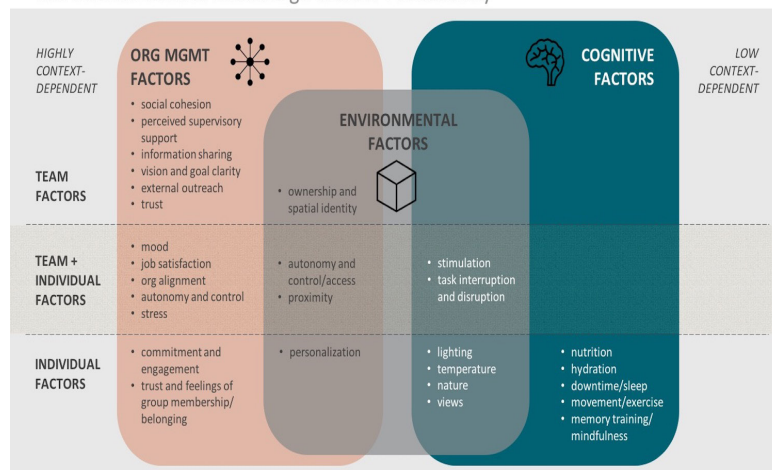 HIGHLY
CONTEXT-
DEPENDENT
ORG MGMT
FACTORS
• social cohesion
• perceived supervisory
support
• information sharing
• vision and goal clarity
• external outreach
• trust
ENVIRONMENTAL
FACTORS
COGNITIVE
FACTORS
LOW
CONTEXT-
DEPENDENT
TEAM
FACTORS
• ownership and
spatial identity
TEAM +
INDIVIDUAL
FACTORS
• mood
• job satisfaction
• org alignment
• autonomy and control
• stress
• autonomy and
control/access
• proximity
• stimulation
• task interruption
and disruption
INDIVIDUAL
FACTORS
• commitment and
engagement
• trust and feelings of
group membership/
belonging
• personalization
• lighting
• temperature
• nature
• views
• nutrition
• hydration
• downtime/sleep
• movement/exercise
• memory training/
mindfulness